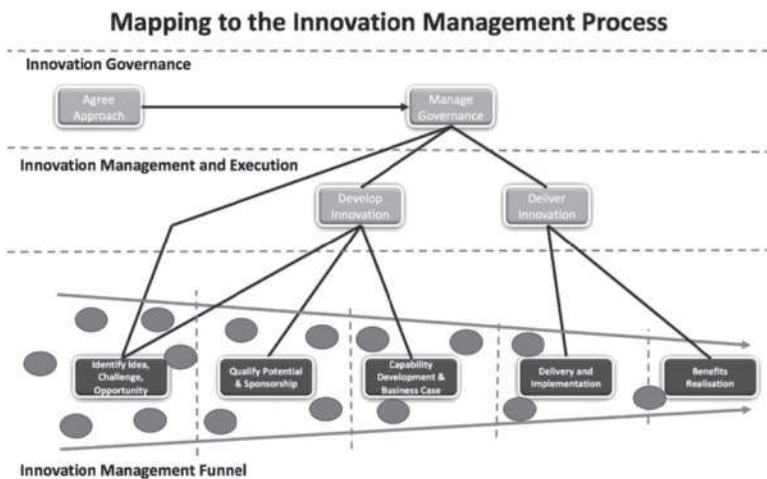 Mapping to the Innovation Management Process
Innovation Governance
Agree
Approach
Manage
Governance
Innovation Management and Execution
Develop
Innovation
Deliver
Innovation
Identify Idea,
Challenge,
Opportunity
Qualify Potential
& Sponsorship
Capability
Development &
Business Case
Delivery and
Implementation
Benefits
Realisation
Innovation Management Funnel